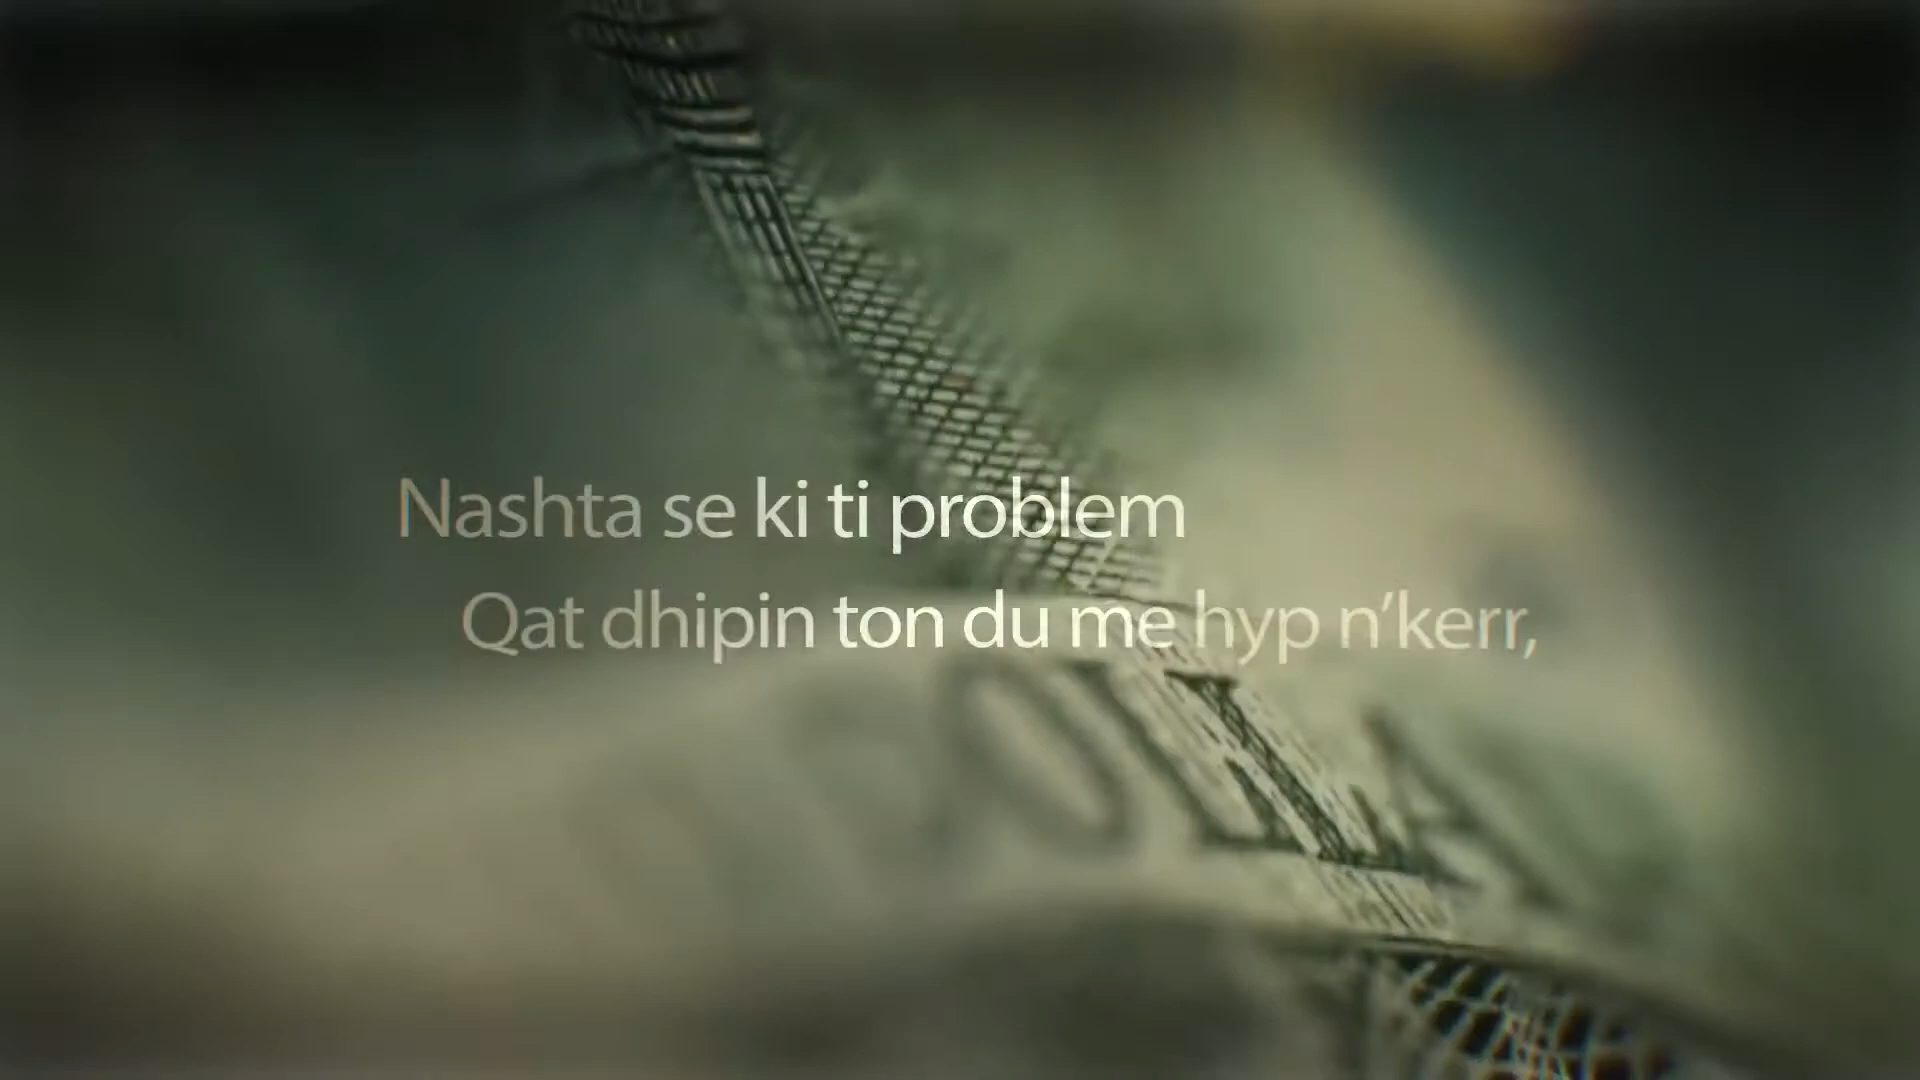 Nashta se ki ti problem
Qat dhipin ton du me hyp n’kerr,